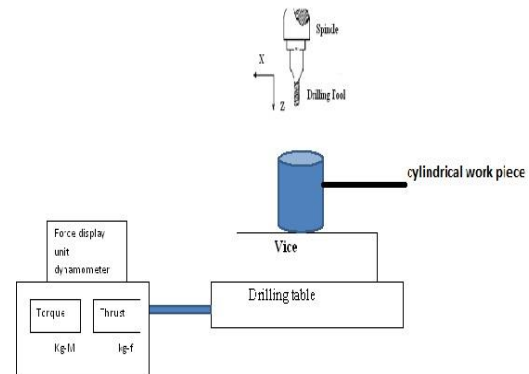 Spindle
X
Drilling Tool
Z
cylindrical work piece
Vice
Force display
unit
dynamometer
Drilling table
Torque
Thrust
Kg-M
kg-f